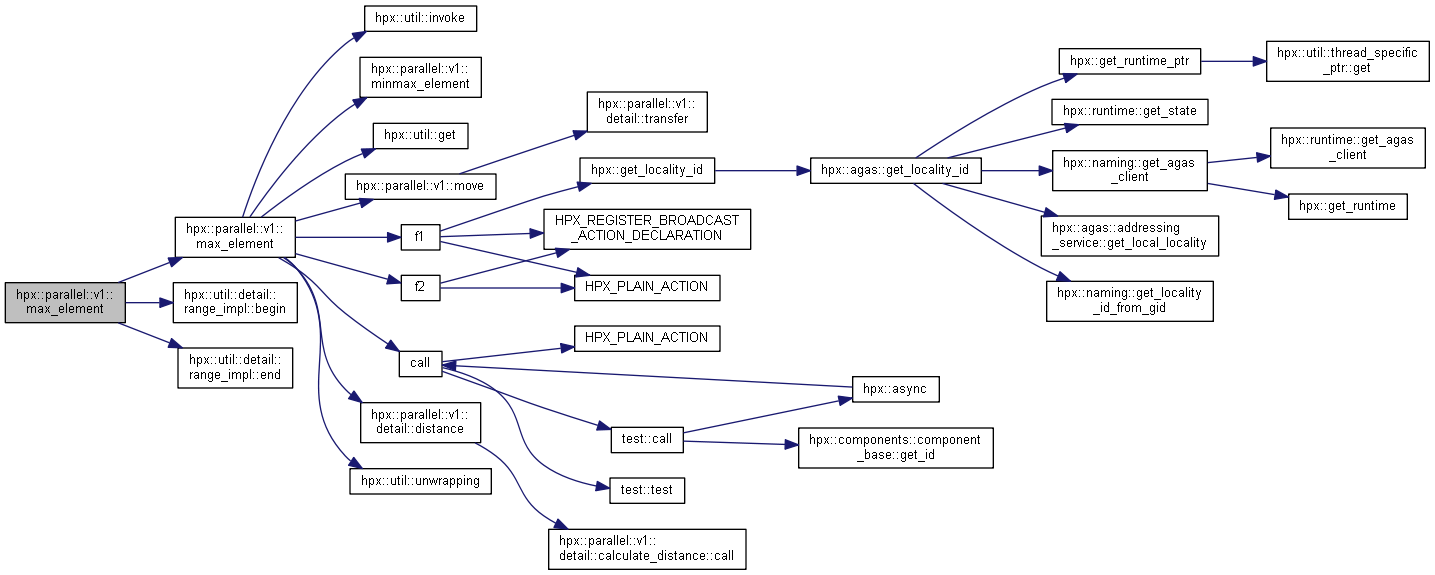 hpx::parallel::v1::
max_element
hpx::parallel::v1::
max_element
hpx::util::detail::
range_impl::begin
hpx::util::detail::
range_impl::end
hpx::util::invoke
hpx::parallel::v1::
minmax_element
hpx::util::get
hpx::parallel::v1::move
f1
f2
call
hpx::parallel::v1::
detail::distance
hpx::util::unwrapping
hpx::parallel::v1::
detail::transfer
hpx::get_locality_id
HPX_REGISTER_BROADCAST
_ACTION_DECLARATION
HPX_PLAIN_ACTION
HPX_PLAIN_ACTION
test::call
test::test
hpx::parallel::v1::
detail::calculate_distance::call
hpx::agas::get_locality_id
hpx::async
hpx::components::component
_base::get_id
hpx::get_runtime_ptr
hpx::runtime::get_state
hpx::naming::get_agas
_client
hpx::agas::addressing
_service::get_local_locality
hpx::naming::get_locality
_id_from_gid
hpx::util::thread_specific
_ptr::get
hpx::runtime::get_agas
_client
hpx::get_runtime